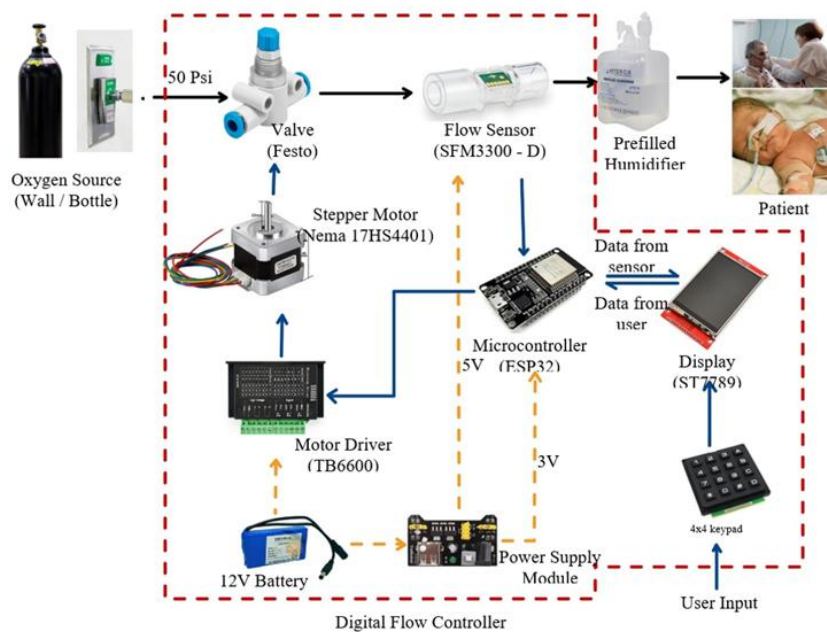 50 Psi
Oxygen Source
(Wall / Bottle)
Valve
(Festo)
Flow Sensor
(SFM3300 - D)
Prefilled
Humidifier
Patient
Stepper Motor
(Nema 17HS4401)
Data from
sensor
Data from
user
Microcontroller
(ESP32)
5V
Display
(ST7789)
Motor Driver
(TB6600)
3V
4x4 keypad
12V Battery
Power Supply
Module
User Input
Digital Flow Controller